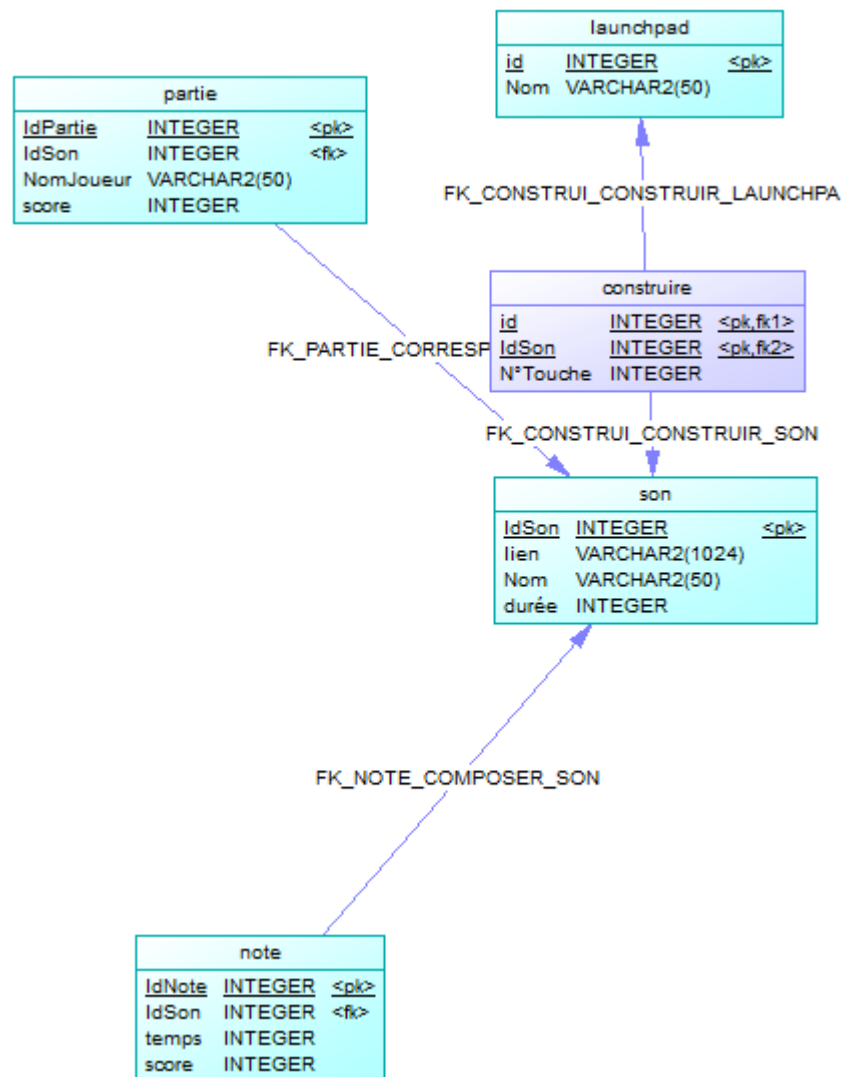 launchpad
id INTEGER <pk>
Nom VARCHAR2(50)
partie
IdPartie INTEGER <pk>
IdSon INTEGER <fk>
NomJoueur VARCHAR2(50)
score INTEGER
FK_CONSTRUI_CONSTRUIR_LAUNCHPA
construire
id INTEGER <pk,fk1>
IdSon INTEGER <pk,fk2>
N°Touche INTEGER
FK_PARTIE_CORRESP
FK_CONSTRUI_CONSTRUIR_SON
son
IdSon INTEGER <pk>
lien VARCHAR2(1024)
Nom VARCHAR2(50)
durée INTEGER
FK_NOTE_COMPOSER_SON
note
IdNote INTEGER <pk>
IdSon INTEGER <fk>
temps INTEGER
score INTEGER